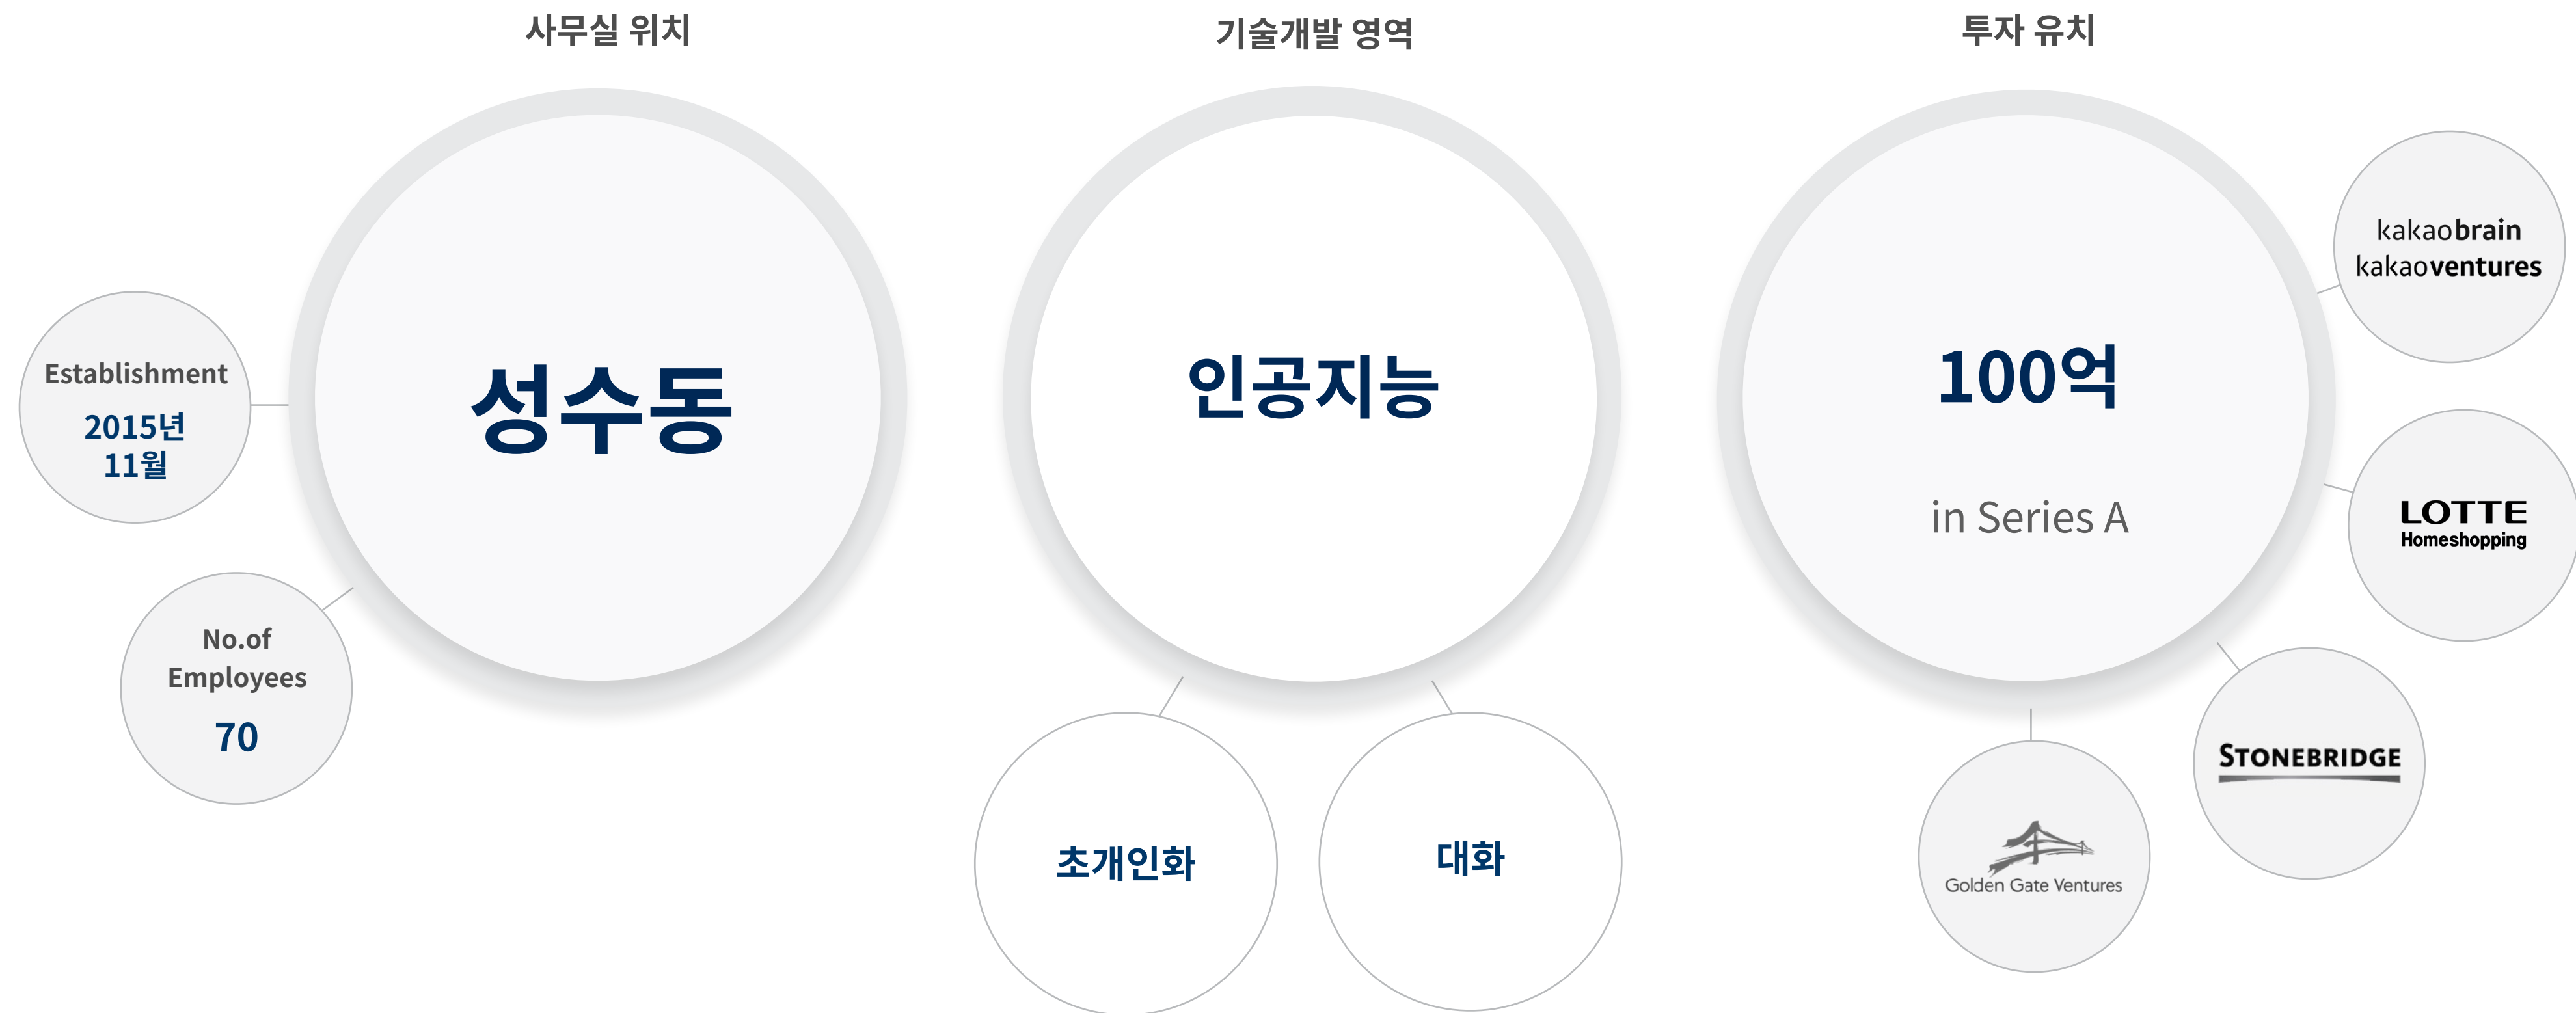 사무실 위치
성수동
Establishment
2015년
11월
No.of
Employees
70
기술개발 영역
인공지능
초개인화
대화
투자 유치
100억
in Series A
kakaobrain
kakaoventures
LOTTE
Homeshopping
STONEBRIDGE
Golden Gate Ventures